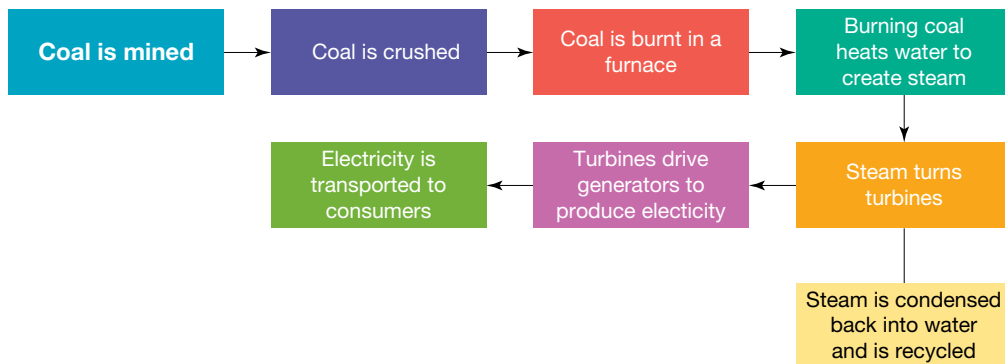 Coal is mined
Coal is crushed
Coal is burnt in a
furnace
Burning coal
heats water to
create steam
Steam turns
turbines
Turbines drive
generators to
produce electicity
Electricity is
transported to
consumers
Steam is condensed
back into water
and is recycled